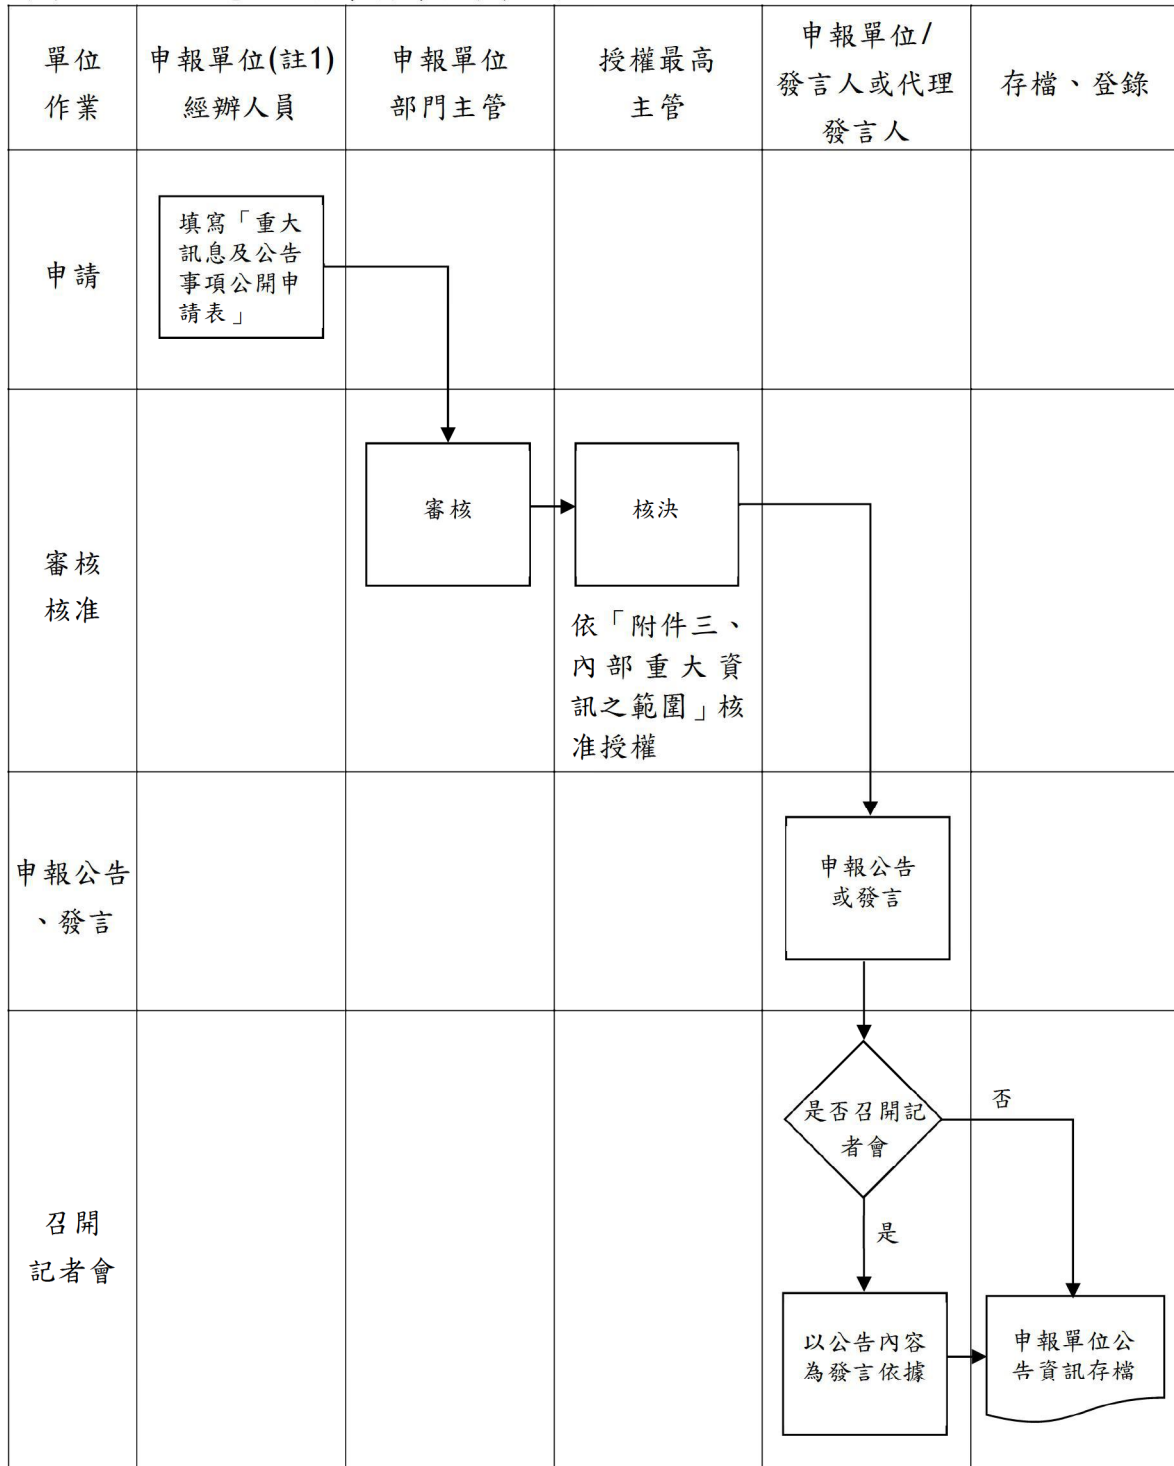 單位
作業
申報單位(註1)
經辦人員
申報單位
部門主管
授權最高
主管
申報單位/
發言人或代理
發言人
存檔、登錄
申請
填寫「重大
訊息及公告
事項公開申
請表」
審核
核准
審核
核決
依「附件三、
內部重大資
訊之範圍」核
准授權
申報公告
、發言
申報公告
或發言
召開
記者會
是否召開記
者會
否
是
以公告內容
為發言依據
申報單位公
告資訊存檔